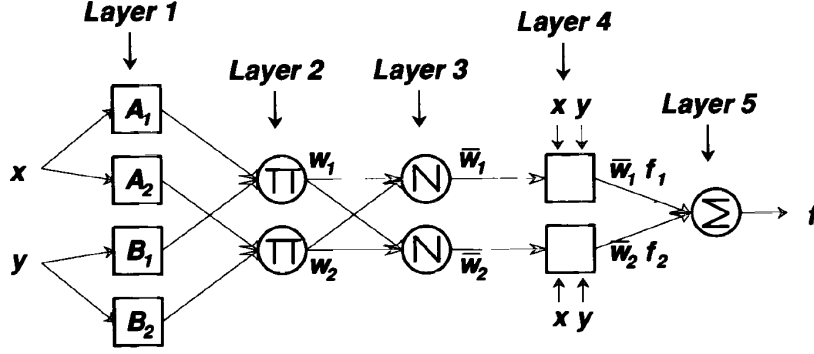 Layer 1
Layer 2
Layer 3
Layer 4
Layer 5
x
y
A₁
A₂
B₁
B₂
Π
Π
w₁
w₂
N
N
w̅₁
w̅₂
x y
x y
w̅₁ f₁
w̅₂ f₂
Σ
f